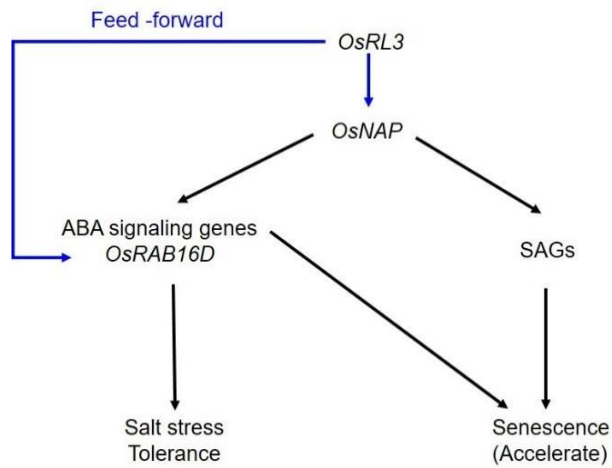 Feed -forward
OsRL3
OsNAP
ABA signaling genes
OsRAB16D
SAGs
Salt stress
Tolerance
Senescence
(Accelerate)